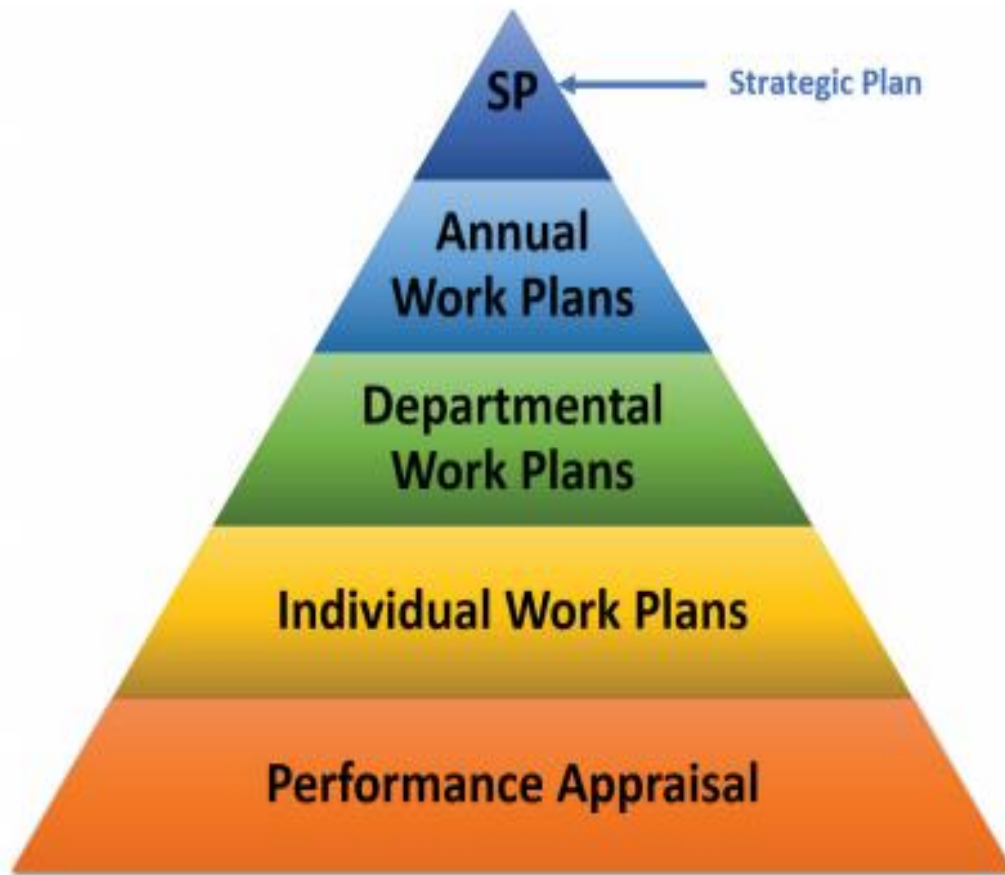 SP
Strategic Plan
Annual
Work Plans
Departmental
Work Plans
Individual Work Plans
Performance Appraisal